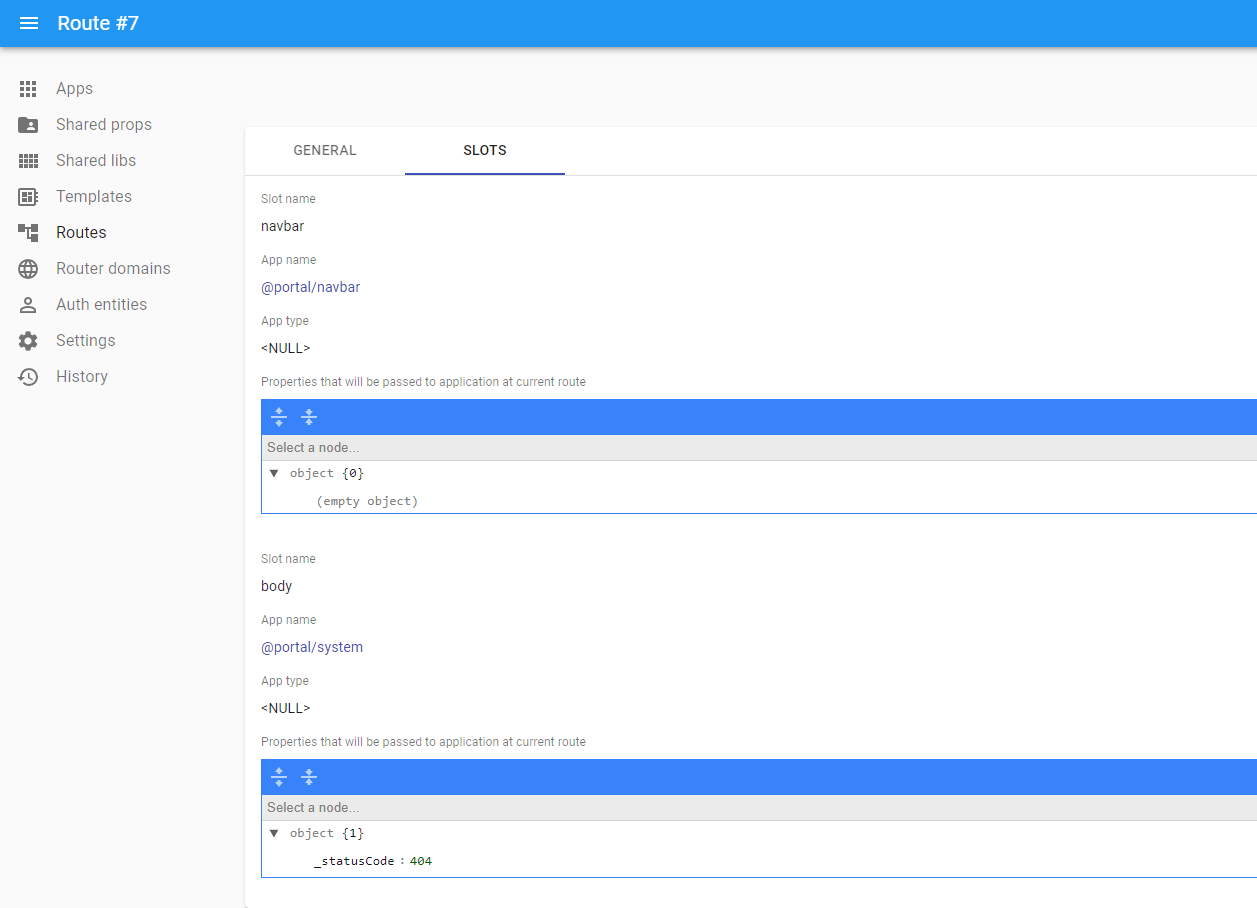 Route #7
Apps
Shared props
Shared libs
Templates
Routes
Router domains
Auth entities
Settings
History
GENERAL SLOTS
Slot name
navbar
App name
@portal/navbar
App type
<NULL>
Properties that will be passed to application at current route
Select a node...
object {0}
(empty object)
Slot name
body
App name
@portal/system
App type
<NULL>
Properties that will be passed to application at current route
Select a node...
object {1}
_statusCode : 404